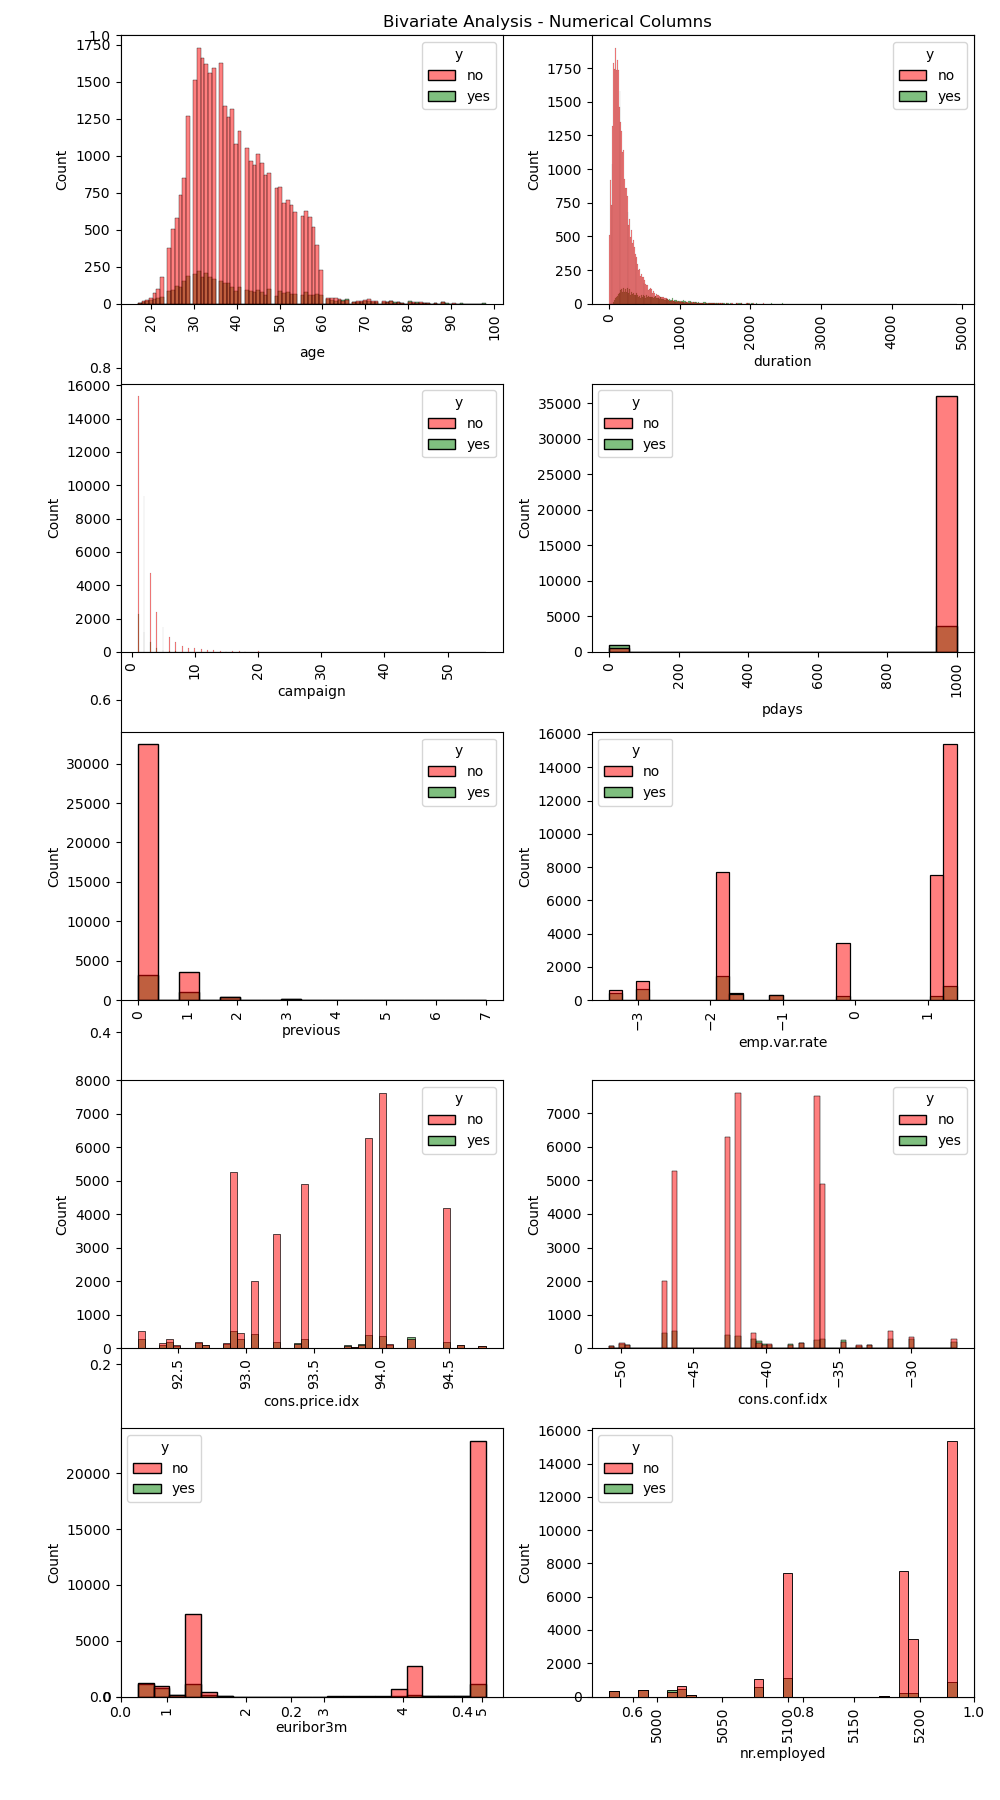 Bivariate Analysis - Numerical Columns
1.0
1750
1500
1250
1000
750
500
250
0
Count
20
30
40
50
60
70
80
90
100
age
y
no
yes
1750
1500
1250
1000
750
500
250
0
Count
0
1000
2000
3000
4000
5000
duration
y
no
yes
0.8
16000
14000
12000
10000
8000
6000
4000
2000
0
Count
0
10
20
30
40
50
campaign
y
no
yes
35000
30000
25000
20000
15000
10000
5000
0
Count
0
200
400
600
800
1000
pdays
y
no
yes
0.6
30000
25000
20000
15000
10000
5000
0
Count
0
1
2
3
4
5
6
7
previous
y
no
yes
16000
14000
12000
10000
8000
6000
4000
2000
0
Count
−3
−2
−1
0
1
emp.var.rate
y
no
yes
0.4
8000
7000
6000
5000
4000
3000
2000
1000
0
Count
92.5
93.0
93.5
94.0
94.5
cons.price.idx
y
no
yes
7000
6000
5000
4000
3000
2000
1000
0
Count
−50
−45
−40
−35
−30
cons.conf.idx
y
no
yes
0.2
20000
15000
10000
5000
0
0.0
Count
0.0
1
2
0.2
3
4
0.4
5
euribor3m
y
no
yes
16000
14000
12000
10000
8000
6000
4000
2000
0
Count
0.6
5000
5050
5100
0.8
5150
5200
1.0
nr.employed
y
no
yes